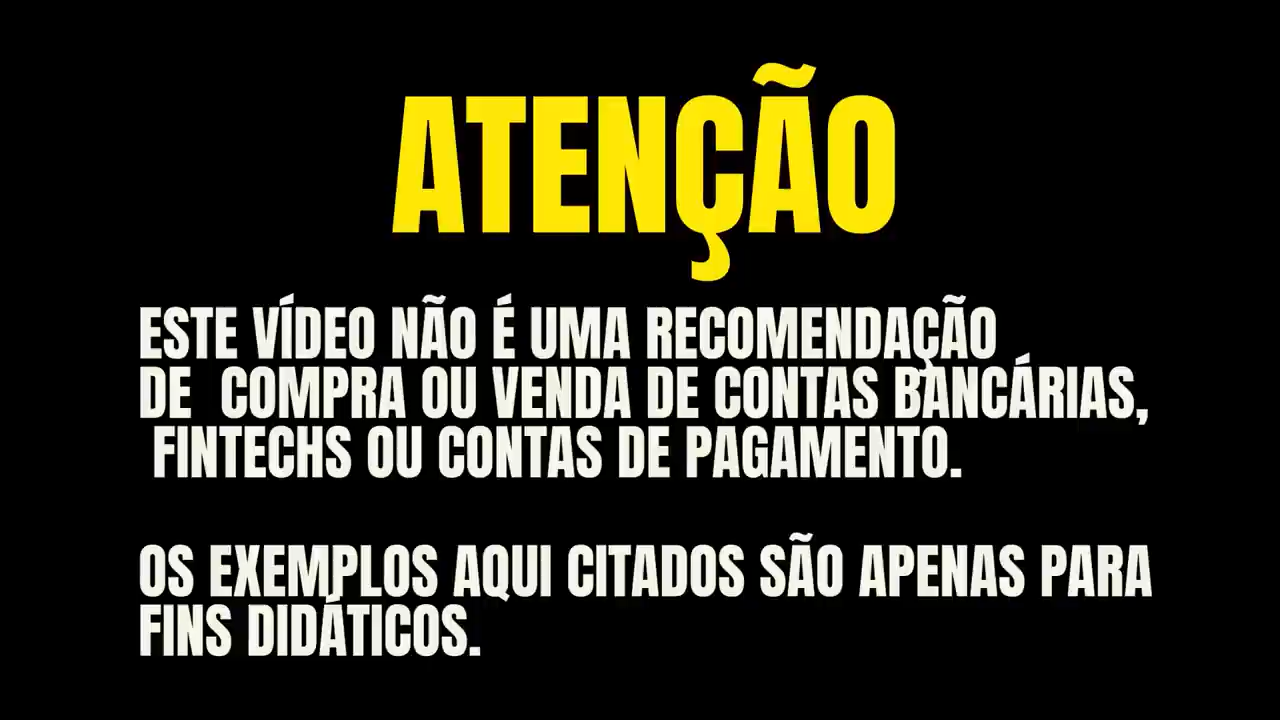 ATENÇÃO
ESTE VÍDEO NÃO É UMA RECOMENDAÇÃO
DE COMPRA OU VENDA DE CONTAS BANCÁRIAS,
FINTECHS OU CONTAS DE PAGAMENTO.
OS EXEMPLOS AQUI CITADOS SÃO APENAS PARA
FINS DIDÁTICOS.